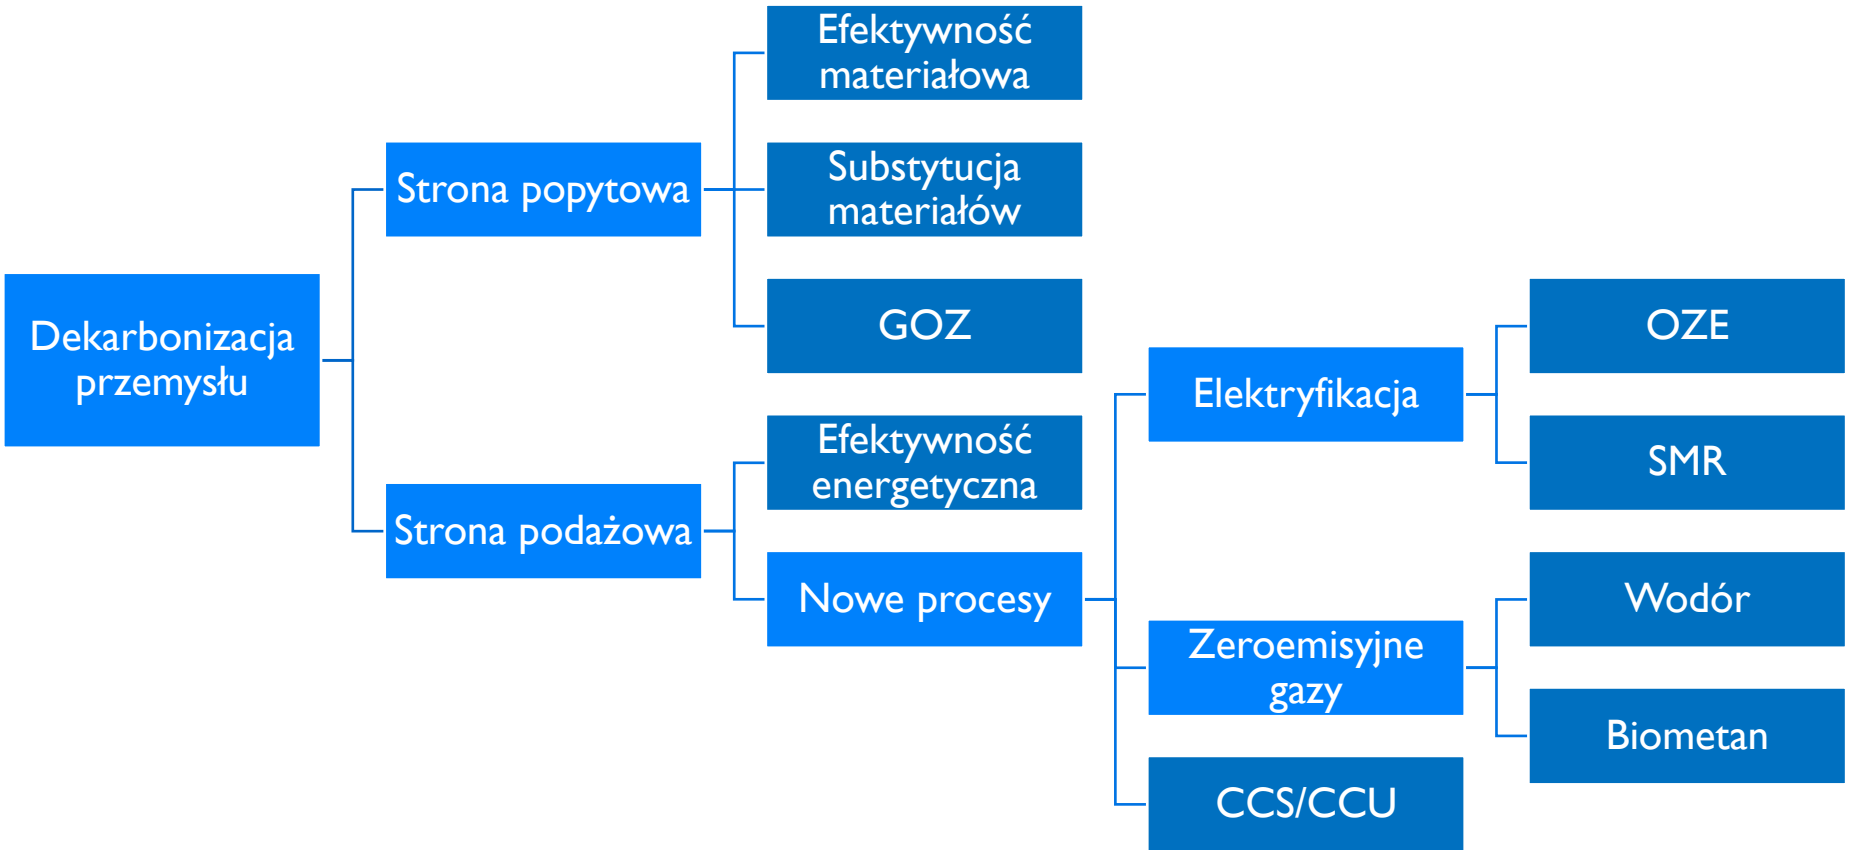 Dekarbonizacja
przemysłu
Strona popytowa
Efektywność
materiałowa
Substytucja
materiałów
GOZ
Strona podażowa
Efektywność
energetyczna
Nowe procesy
Elektryfikacja
OZE
SMR
Zeroemisyjne
gazy
Wodór
Biometan
CCS/CCU